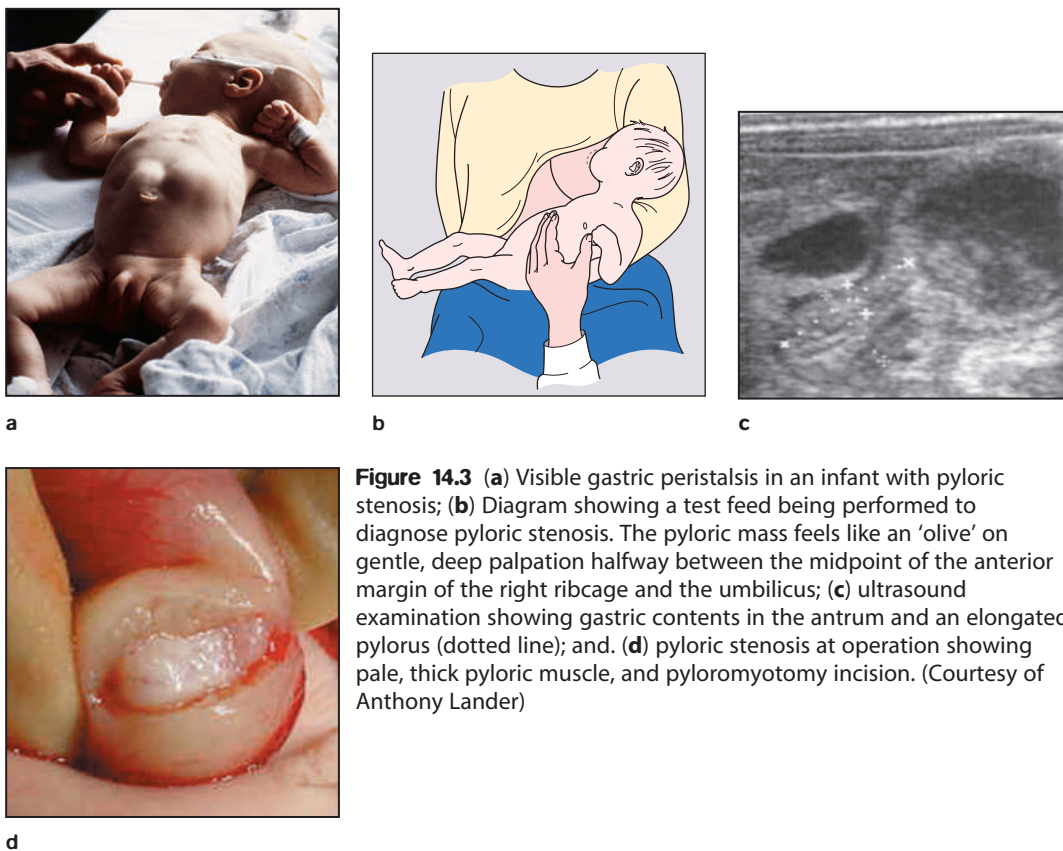 a
b
c
Figure 14.3 (a) Visible gastric peristalsis in an infant with pyloric
stenosis; (b) Diagram showing a test feed being performed to
diagnose pyloric stenosis. The pyloric mass feels like an ‘olive’ on
gentle, deep palpation halfway between the midpoint of the anterior
margin of the right ribcage and the umbilicus; (c) ultrasound
examination showing gastric contents in the antrum and an elongated
pylorus (dotted line); and. (d) pyloric stenosis at operation showing
pale, thick pyloric muscle, and pyloromyotomy incision. (Courtesy of
Anthony Lander)
d